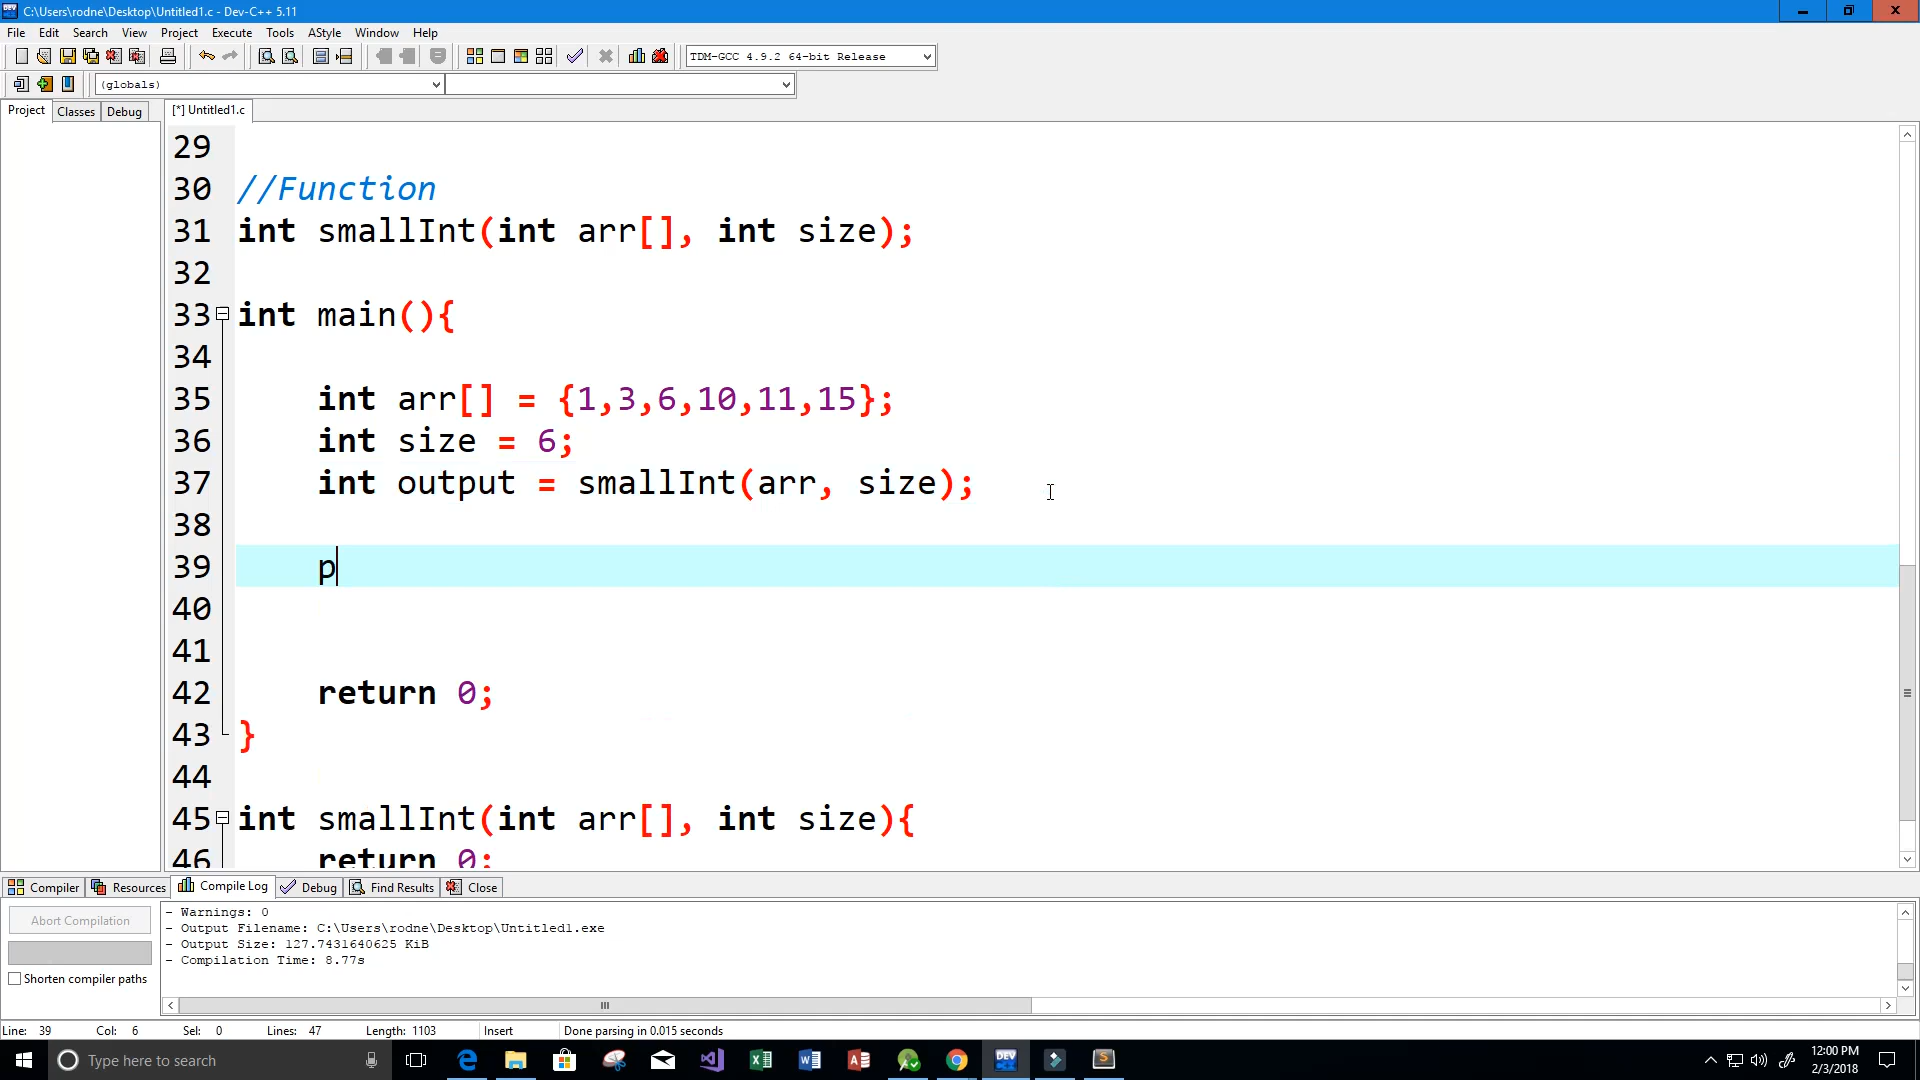 C:\Users\rodne\Desktop\Untitled1.c - Dev-C++ 5.11
File Edit Search View Project Execute Tools AStyle Window Help
TDM-GCC 4.9.2 64-bit Release
(globals)
Project Classes Debug [*] Untitled1.c
29
30 //Function
31 int smallInt(int arr[], int size);
32
33 int main(){
34
35 int arr[] = {1,3,6,10,11,15};
36 int size = 6;
37 int output = smallInt(arr, size);
38
39 p
40
41
42 return 0;
43 }
44
45 int smallInt(int arr[], int size){
46 return 0;
Compiler Resources Compile Log Debug Find Results Close
Abort Compilation
Shorten compiler paths
- Warnings: 0
- Output Filename: C:\Users\rodne\Desktop\Untitled1.exe
- Output Size: 127.7431640625 KiB
- Compilation Time: 8.77s
Line: 39 Col: 6 Sel: 0 Lines: 47 Length: 1103 Insert Done parsing in 0.015 seconds
Type here to search
12:00 PM
2/3/2018